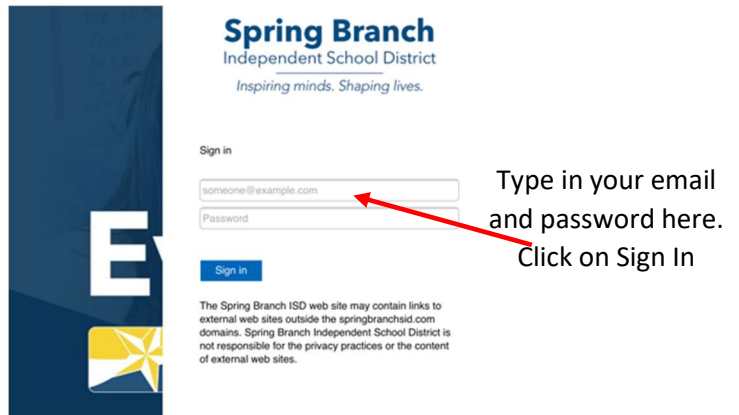 Spring Branch
Independent School District
Inspiring minds. Shaping lives.
Sign in
someone@example.com
Password
Sign in
The Spring Branch ISD web site may contain links to
external web sites outside the springbranchisd.com
domains. Spring Branch Independent School District is
not responsible for the privacy practices or the content
of external web sites.
Type in your email
and password here.
Click on Sign In